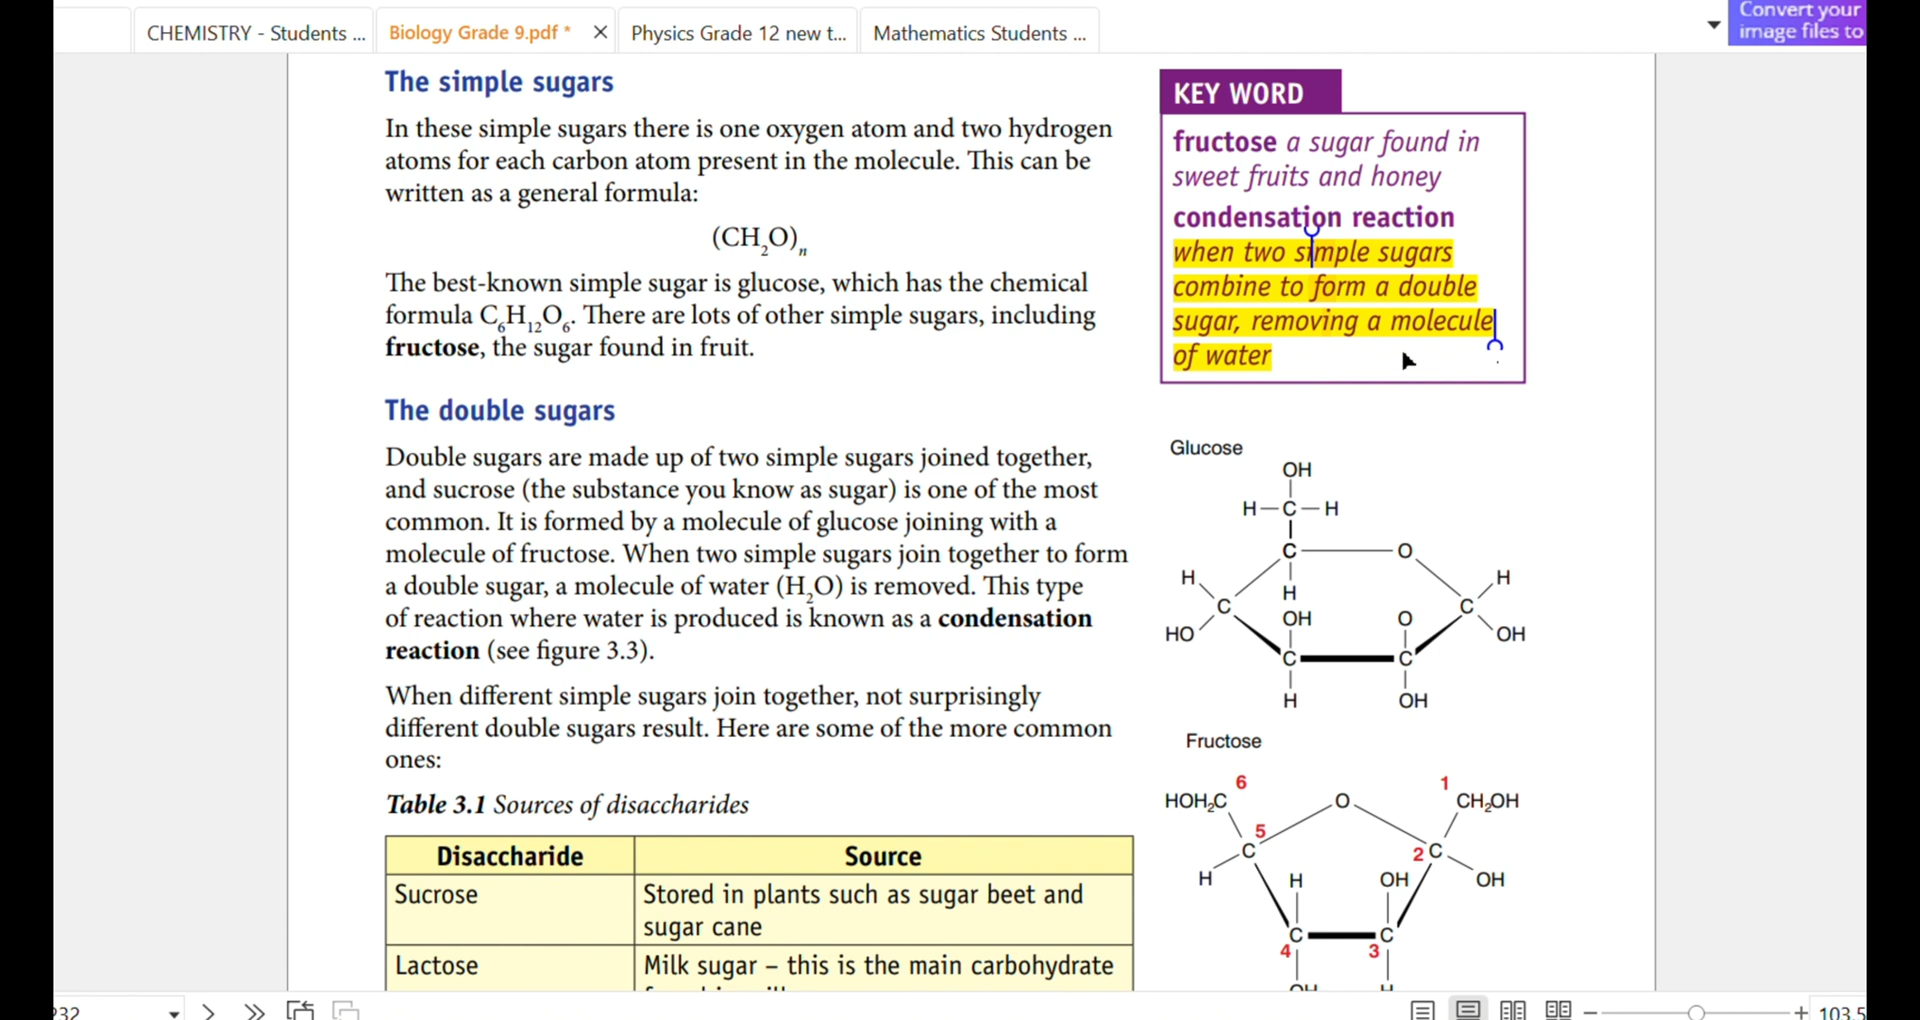 CHEMISTRY - Students ...
Biology Grade 9.pdf *
Physics Grade 12 new t...
Mathematics Students ...
Convert your
image files to
The simple sugars
In these simple sugars there is one oxygen atom and two hydrogen
atoms for each carbon atom present in the molecule. This can be
written as a general formula:
(CH₂O)ₙ
The best-known simple sugar is glucose, which has the chemical
formula C₆H₁₂O₆. There are lots of other simple sugars, including
fructose, the sugar found in fruit.
The double sugars
Double sugars are made up of two simple sugars joined together,
and sucrose (the substance you know as sugar) is one of the most
common. It is formed by a molecule of glucose joining with a
molecule of fructose. When two simple sugars join together to form
a double sugar, a molecule of water (H₂O) is removed. This type
of reaction where water is produced is known as a condensation
reaction (see figure 3.3).
When different simple sugars join together, not surprisingly
different double sugars result. Here are some of the more common
ones:
Table 3.1 Sources of disaccharides
Disaccharide Source
Sucrose Stored in plants such as sugar beet and
sugar cane
Lactose Milk sugar – this is the main carbohydrate
KEY WORD
fructose a sugar found in
sweet fruits and honey
condensation reaction
when two simple sugars
combine to form a double
sugar, removing a molecule
of water
Glucose
OH
H C H
C O
H H
H
C C
OH O
HO OH
C C
H OH
Fructose
6 1
HOH₂C O CH₂OH
5
C 2 C
H H OH OH
C C
4 3
OH H
232
103.5